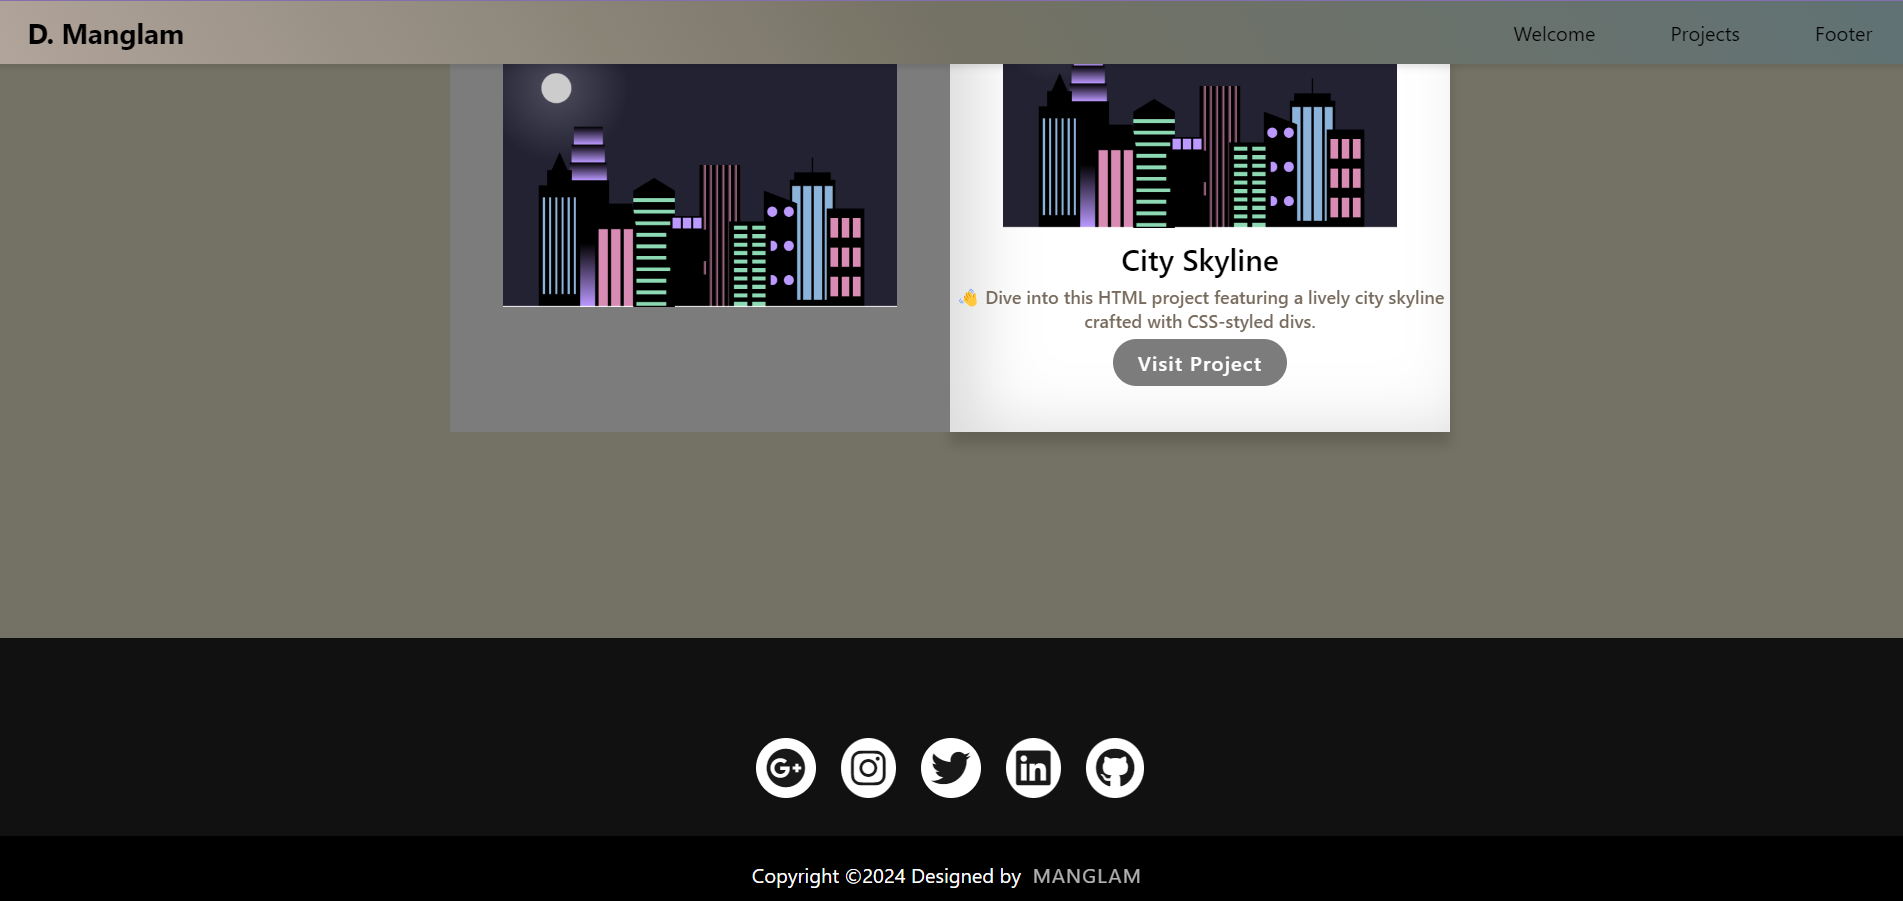 D. Manglam
Welcome
Projects
Footer
City Skyline
👋 Dive into this HTML project featuring a lively city skyline
crafted with CSS-styled divs.
Visit Project
G+
in
Copyright ©2024 Designed by MANGLAM